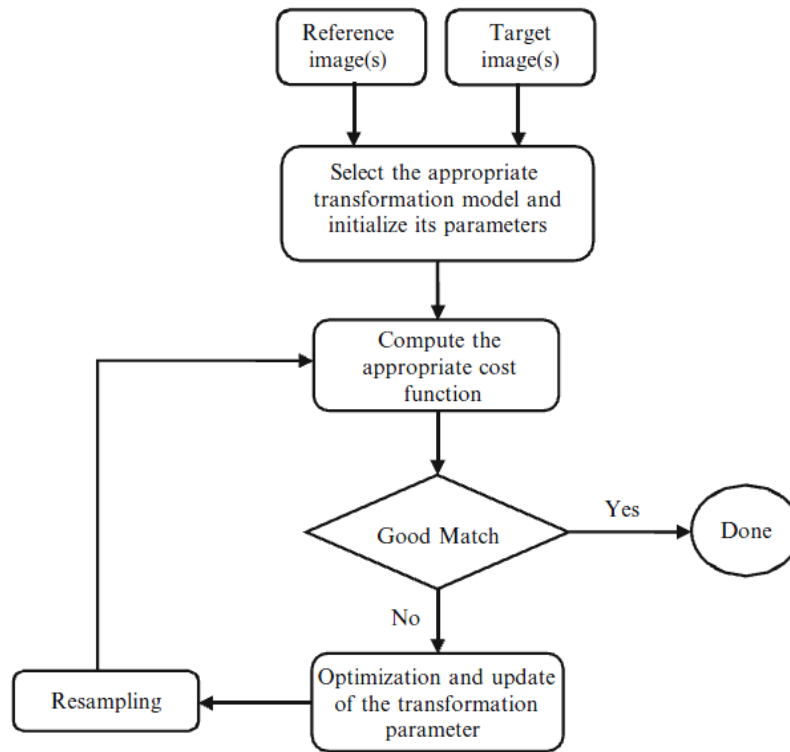 Reference
image(s)
Target
image(s)
Select the appropriate
transformation model and
initialize its parameters
Compute the
appropriate cost
function
Good Match
Yes
Done
No
Optimization and update
of the transformation
parameter
Resampling